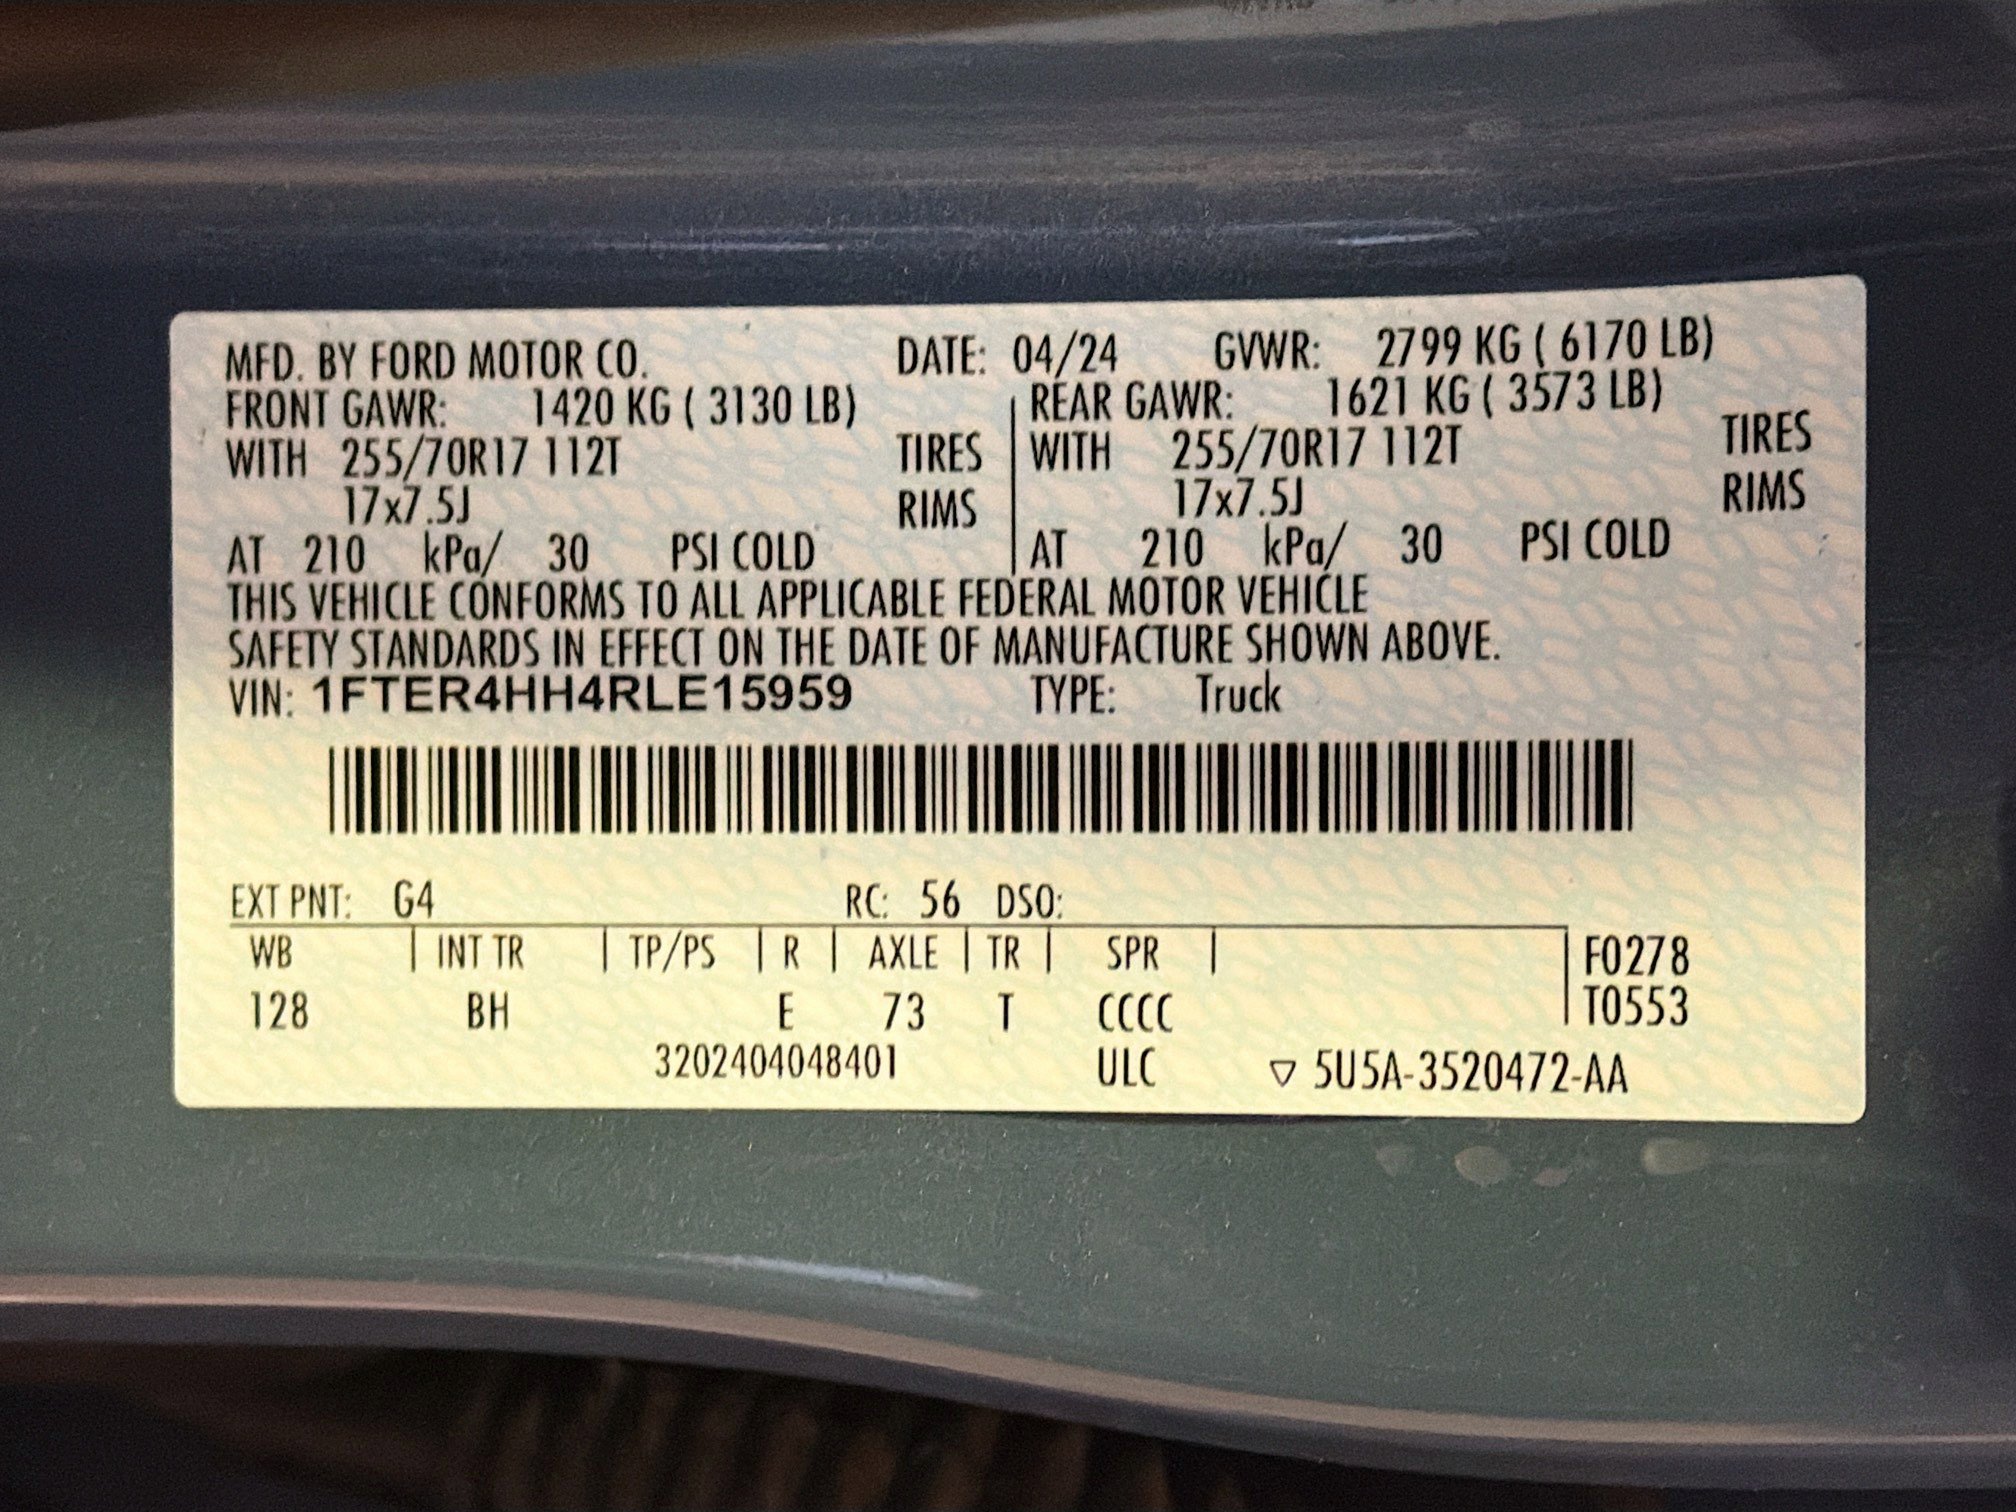 MFD. BY FORD MOTOR CO. DATE: 04/24 GVWR: 2799 KG ( 6170 LB)
FRONT GAWR: 1420 KG ( 3130 LB) REAR GAWR: 1621 KG ( 3573 LB)
WITH 255/70R17 112T TIRES WITH 255/70R17 112T TIRES
17x7.5J RIMS 17x7.5J RIMS
AT 210 kPa/ 30 PSI COLD AT 210 kPa/ 30 PSI COLD
THIS VEHICLE CONFORMS TO ALL APPLICABLE FEDERAL MOTOR VEHICLE
SAFETY STANDARDS IN EFFECT ON THE DATE OF MANUFACTURE SHOWN ABOVE.
VIN: 1FTER4HH4RLE15959 TYPE: Truck
EXT PNT: G4 RC: 56 DSO:
WB | INT TR | TP/PS | R | AXLE | TR | SPR | F0278
128 BH E 73 T CCCC T0553
3202404048401 ULC ▽ 5U5A-3520472-AA